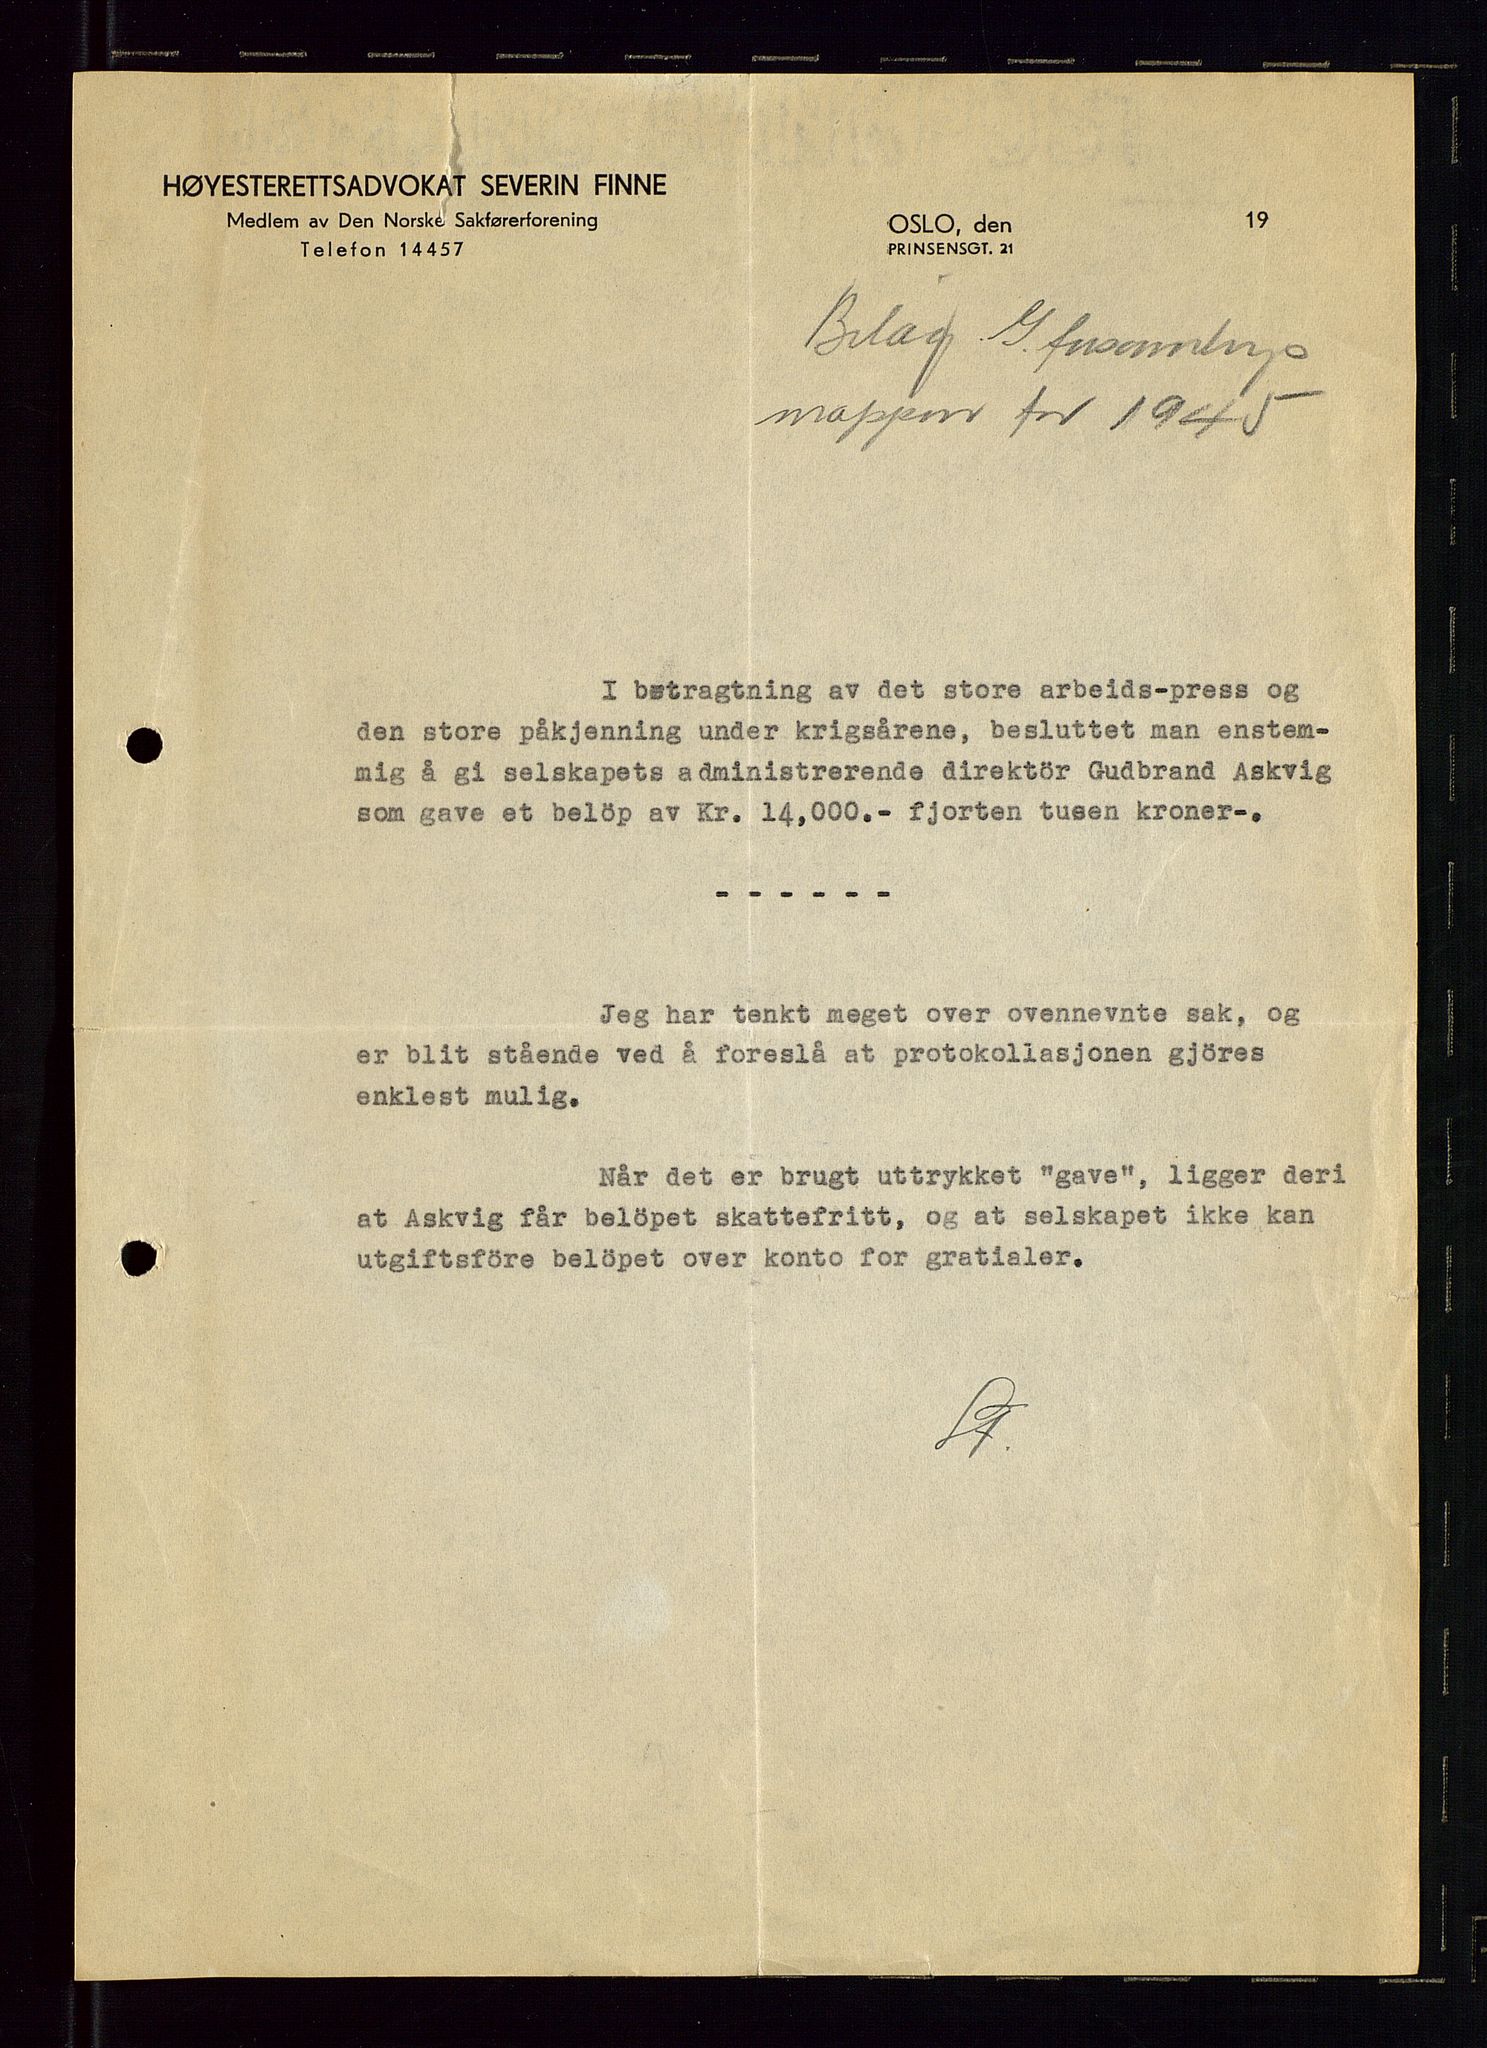 HØYESTERETTSADVOKAT SEVERIN FINNE
Medlem av Den Norske Sakførerforening
Telefon 14457
OSLO, den 19
PRINSENSGT. 21
Bilag G.
mappen for 1945
I betragtning av det store arbeids-press og
den store påkjenning under krigsårene, besluttet man enstem-
mig å gi selskapets administrerende direktör Gudbrand Askvig
som gave et belöp av Kr. 14,000.- fjorten tusen kroner-.
- - - - - -
Jeg har tenkt meget over ovennevnte sak, og
er blit stående ved å foreslå at protokollasjonen gjöres
enklest mulig.
Når det er brugt uttrykket "gave", ligger deri
at Askvig får belöpet skattefritt, og at selskapet ikke kan
utgiftsföre belöpet over konto for gratialer.
SF.